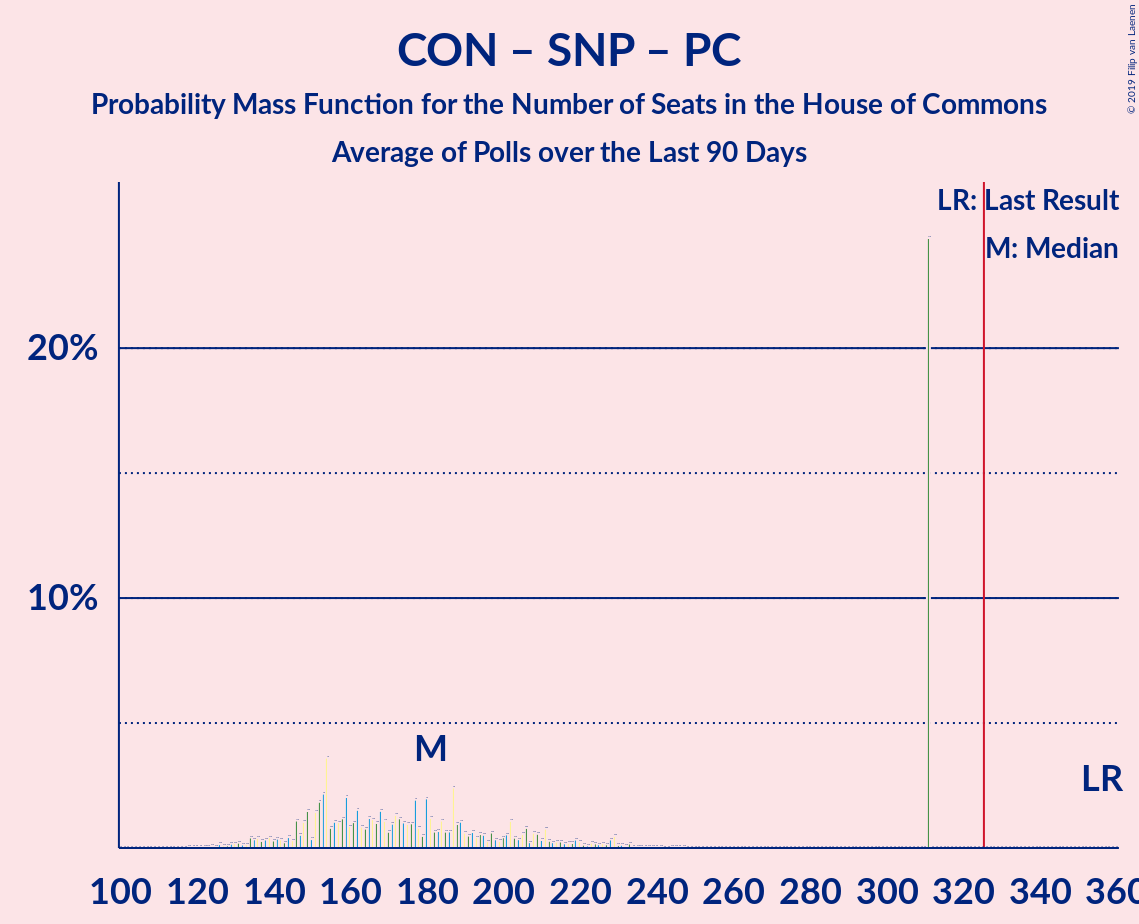 CON – SNP – PC
Probability Mass Function for the Number of Seats in the House of Commons
Average of Polls over the Last 90 Days
© 2019 Filip van Laenen
LR: Last Result
M: Median
20%
10%
M
LR
100 120 140 160 180 200 220 240 260 280 300 320 340 360